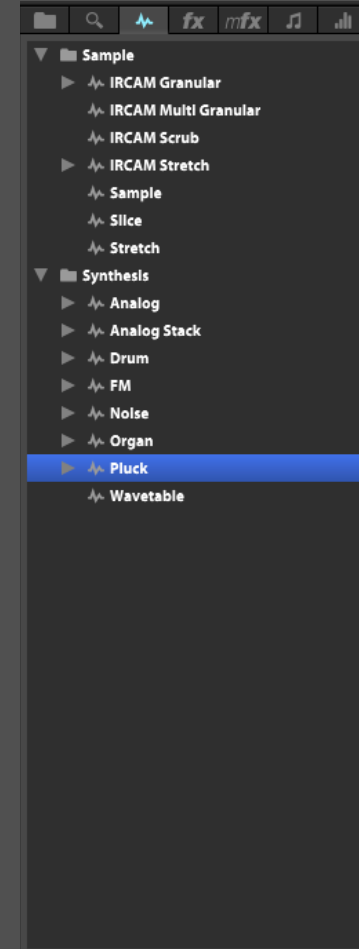 fx mfx
Sample
IRCAM Granular
IRCAM Multi Granular
IRCAM Scrub
IRCAM Stretch
Sample
Slice
Stretch
Synthesis
Analog
Analog Stack
Drum
FM
Noise
Organ
Pluck
Wavetable